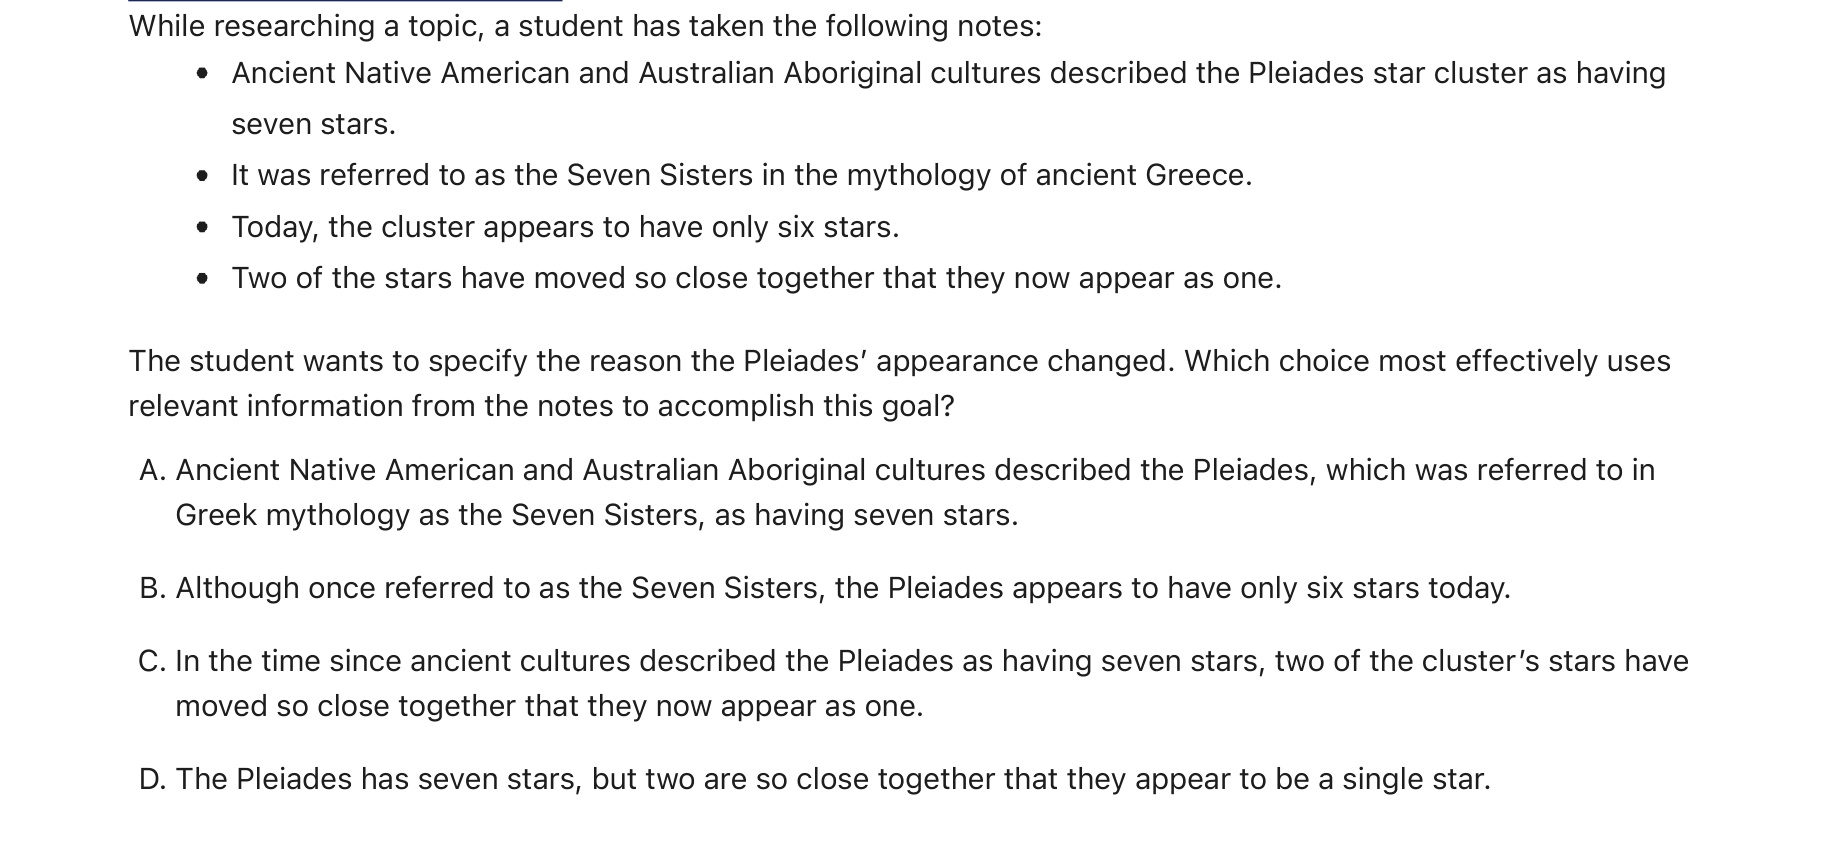 While researching a topic, a student has taken the following notes:
• Ancient Native American and Australian Aboriginal cultures described the Pleiades star cluster as having
seven stars.
• It was referred to as the Seven Sisters in the mythology of ancient Greece.
• Today, the cluster appears to have only six stars.
• Two of the stars have moved so close together that they now appear as one.
The student wants to specify the reason the Pleiades’ appearance changed. Which choice most effectively uses
relevant information from the notes to accomplish this goal?
A. Ancient Native American and Australian Aboriginal cultures described the Pleiades, which was referred to in
Greek mythology as the Seven Sisters, as having seven stars.
B. Although once referred to as the Seven Sisters, the Pleiades appears to have only six stars today.
C. In the time since ancient cultures described the Pleiades as having seven stars, two of the cluster’s stars have
moved so close together that they now appear as one.
D. The Pleiades has seven stars, but two are so close together that they appear to be a single star.